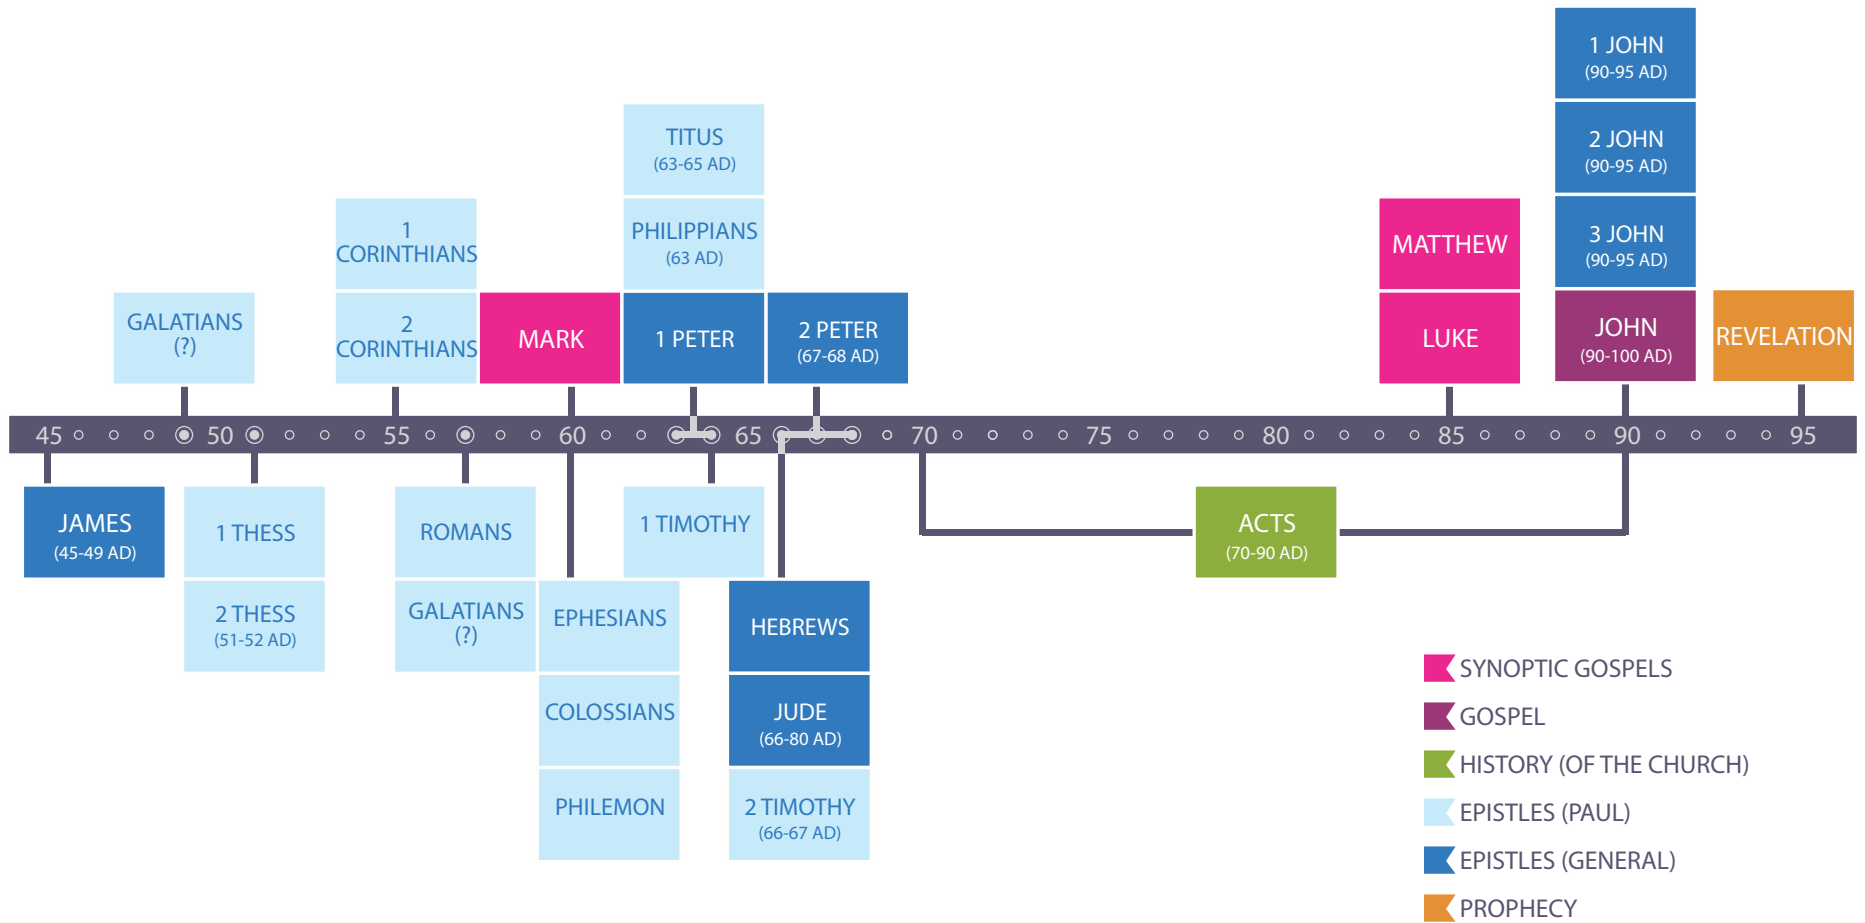 1 JOHN
(90-95 AD)
2 JOHN
(90-95 AD)
3 JOHN
(90-95 AD)
TITUS
(63-65 AD)
PHILIPPIANS
(63 AD)
1
CORINTHIANS
MATTHEW
GALATIANS
(?)
2
CORINTHIANS
MARK
1 PETER
2 PETER
(67-68 AD)
LUKE
JOHN
(90-100 AD)
REVELATION
45 50 55 60 65 70 75 80 85 90 95
JAMES
(45-49 AD)
1 THESS
2 THESS
(51-52 AD)
ROMANS
GALATIANS
(?)
EPHESIANS
COLOSSIANS
PHILEMON
1 TIMOTHY
HEBREWS
JUDE
(66-80 AD)
2 TIMOTHY
(66-67 AD)
ACTS
(70-90 AD)
SYNOPTIC GOSPELS
GOSPEL
HISTORY (OF THE CHURCH)
EPISTLES (PAUL)
EPISTLES (GENERAL)
PROPHECY